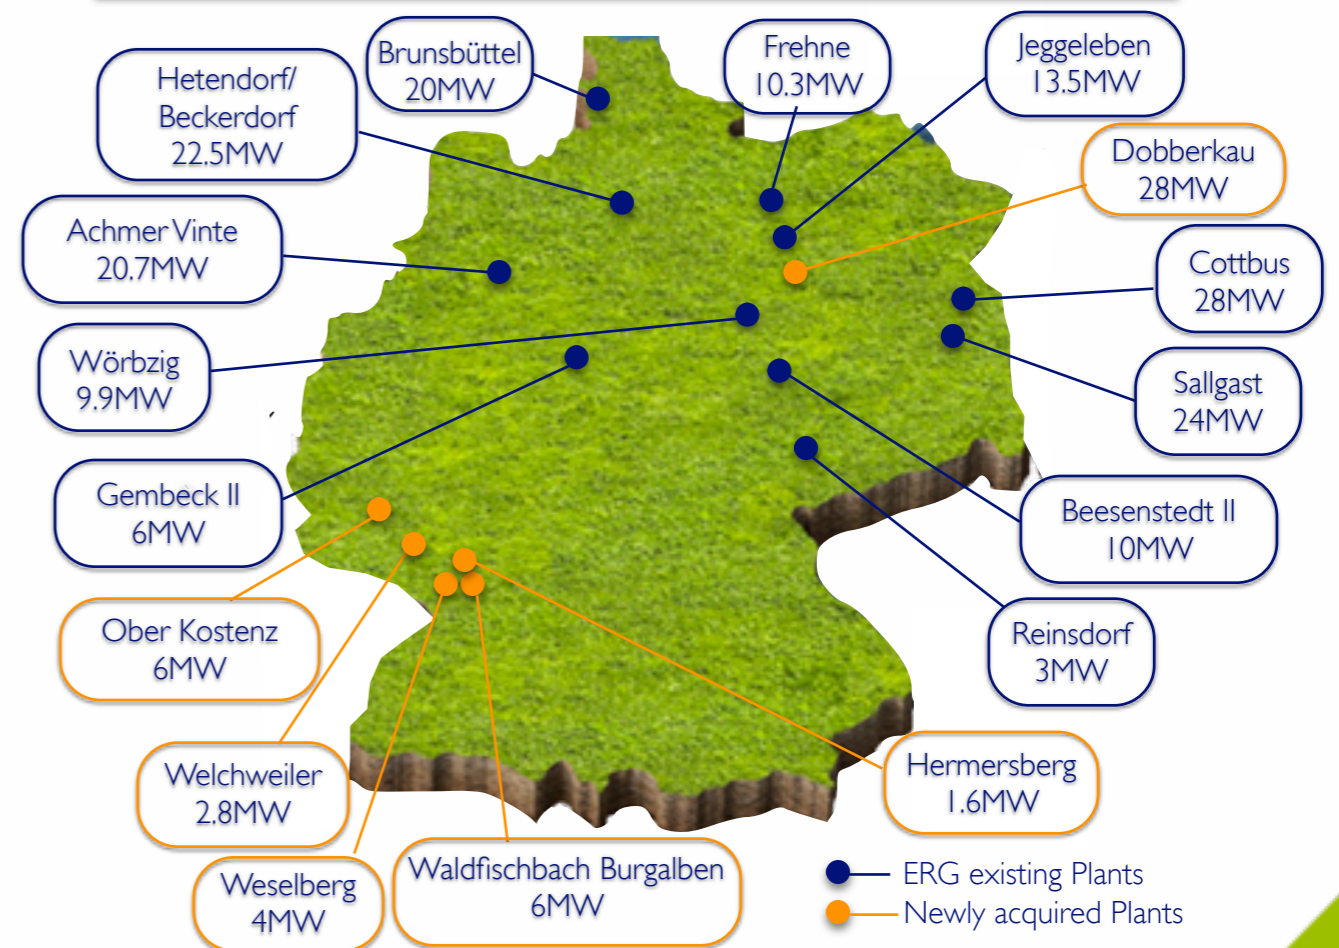 Brunsbüttel
20MW
Frehne
10.3MW
Jeggeleben
13.5MW
Hetendorf/
Beckerdorf
22.5MW
Dobberkau
28MW
Achmer Vinte
20.7MW
Cottbus
28MW
Wörbzig
9.9MW
Sallgast
24MW
Gembeck II
6MW
Beesenstedt II
10MW
Ober Kostenz
6MW
Reinsdorf
3MW
Welchweiler
2.8MW
Hermersberg
1.6MW
Weselberg
4MW
Waldfischbach Burgalben
6MW
ERG existing Plants
Newly acquired Plants